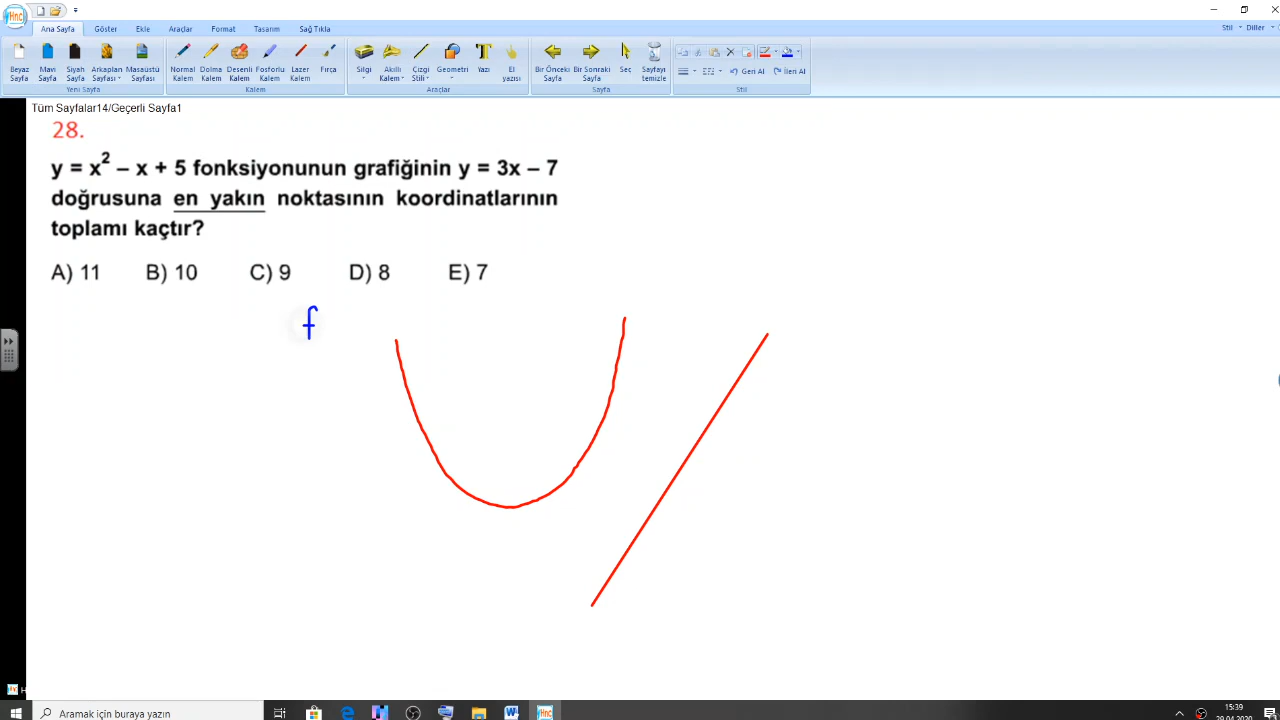 Ana Sayfa Göster Ekle Araçlar Format Tasarım Sağ Tıkla
Stil Diller
Beyaz Sayfa Mavi Sayfa Siyah Sayfa Arkaplan Sayfası Masaüstü Sayfası
Normal Kalem Dolma Kalem Desenli Kalem Fosforlu Kalem Lazer Kalem Fırça
Silgi Akıllı Kalem Çizgi Stili Geometri Yazı El yazısı
Bir Önceki Sayfa Bir Sonraki Sayfa Seç Sayfayı temizle
Geri Al İleri Al
Yeni Sayfa Kalem Araçlar Sayfa Stil
Tüm Sayfalar14/Geçerli Sayfa1
28.
y = x² – x + 5 fonksiyonunun grafiğinin y = 3x – 7
doğrusuna en yakın noktasının koordinatlarının
toplamı kaçtır?
A) 11 B) 10 C) 9 D) 8 E) 7
f
Aramak için buraya yazın
15:39
29.04.2020